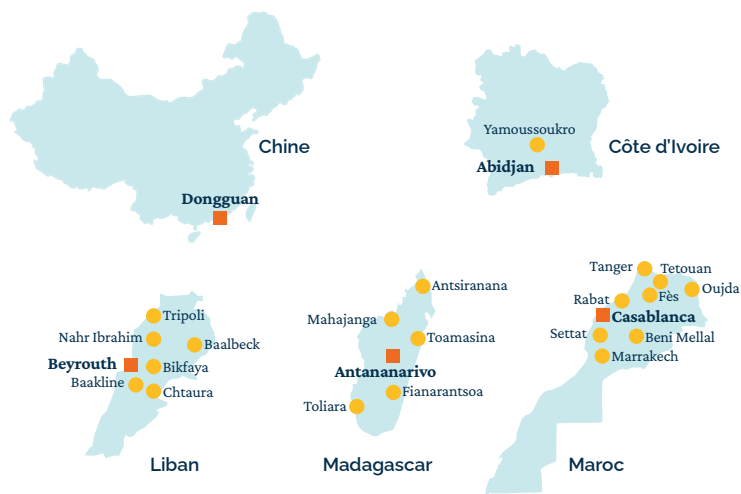 Chine
Dongguan
Yamoussoukro
Côte d'Ivoire
Abidjan
Tripoli
Nahr Ibrahim
Baalbeck
Beyrouth
Bikfaya
Baakline
Chtaura
Liban
Antsiranana
Mahajanga
Toamasina
Antananarivo
Fianarantsoa
Toliara
Madagascar
Tanger
Tetouan
Oujda
Rabat
Fès
Casablanca
Settat
Beni Mellal
Marrakech
Maroc